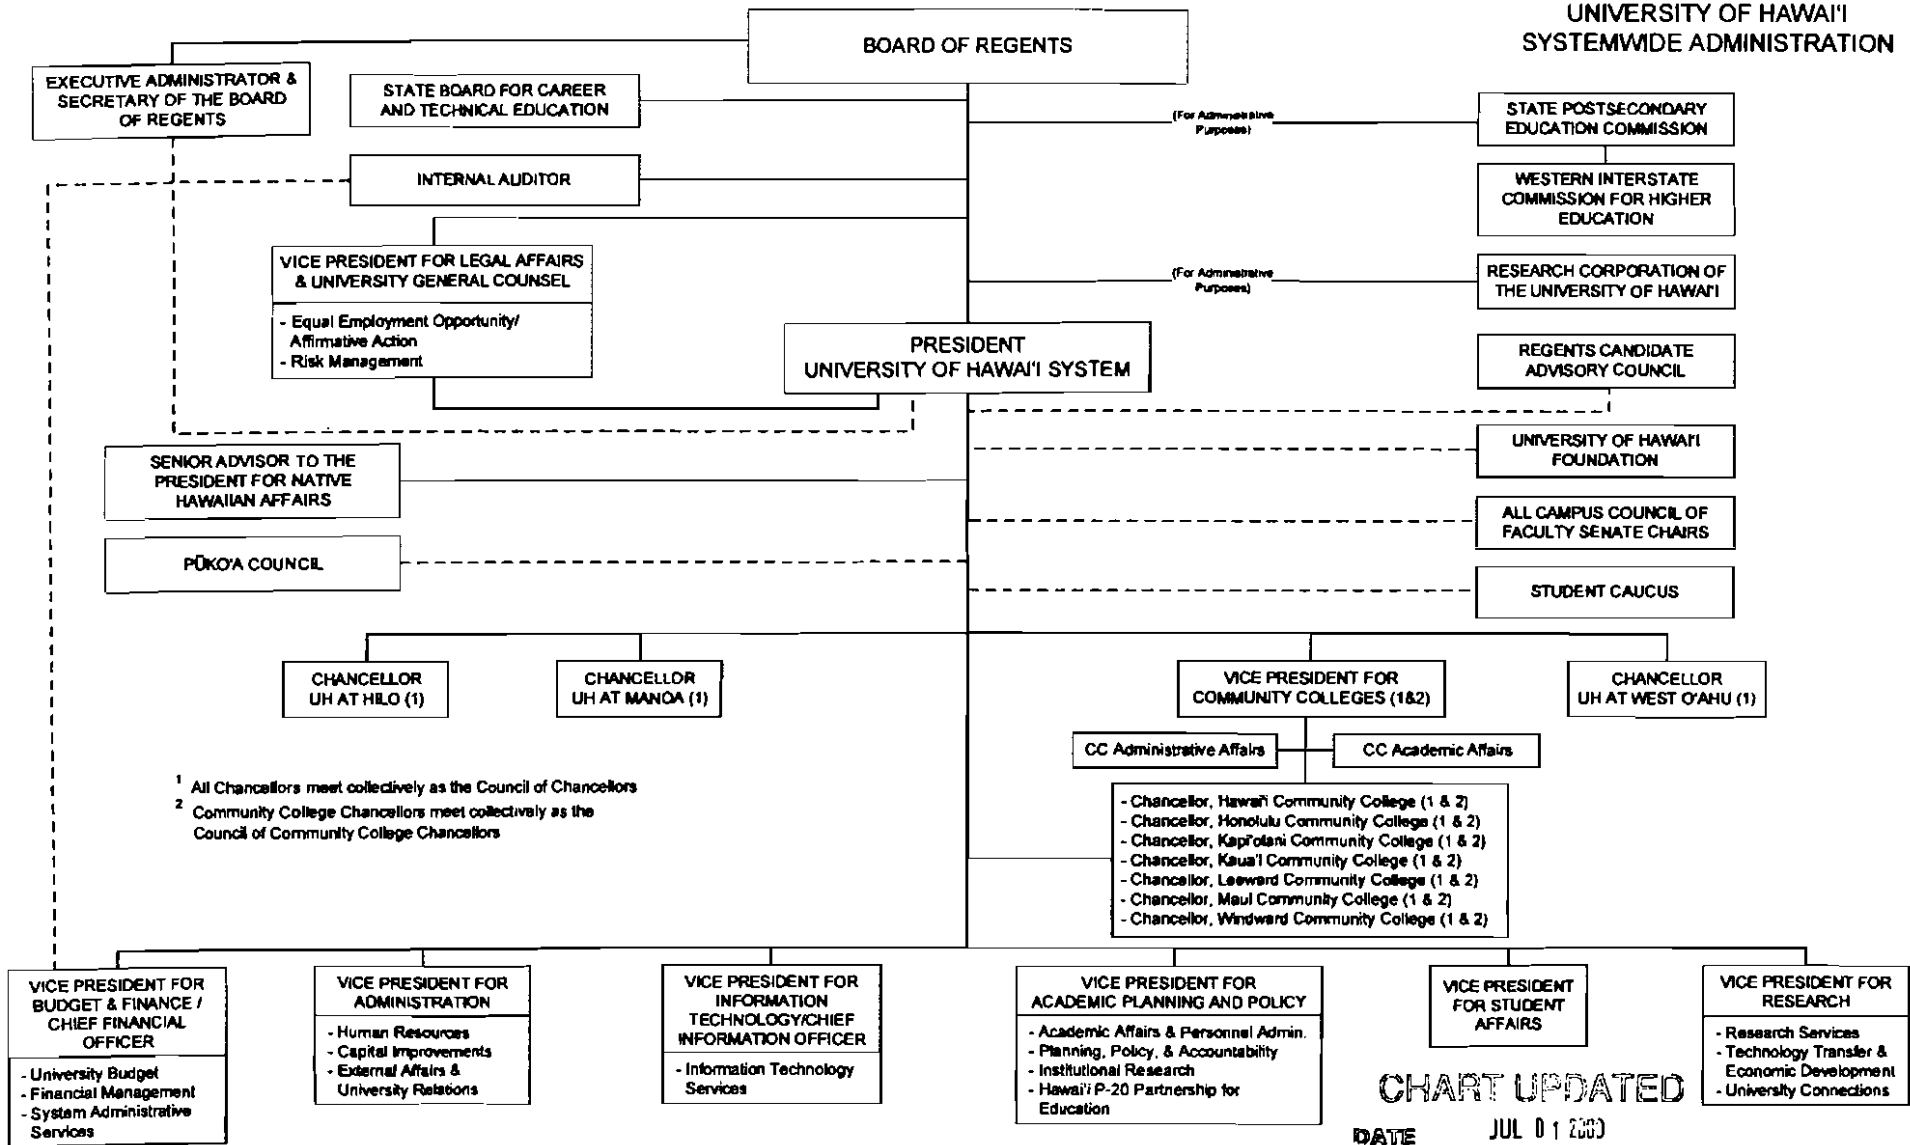 UNIVERSITY OF HAWAI'I
SYSTEMWIDE ADMINISTRATION
BOARD OF REGENTS
EXECUTIVE ADMINISTRATOR &
SECRETARY OF THE BOARD
OF REGENTS
STATE BOARD FOR CAREER
AND TECHNICAL EDUCATION
(For Administrative
Purposes)
STATE POSTSECONDARY
EDUCATION COMMISSION
INTERNAL AUDITOR
WESTERN INTERSTATE
COMMISSION FOR HIGHER
EDUCATION
VICE PRESIDENT FOR LEGAL AFFAIRS
& UNIVERSITY GENERAL COUNSEL
- Equal Employment Opportunity/
Affirmative Action
- Risk Management
(For Administrative
Purposes)
RESEARCH CORPORATION OF
THE UNIVERSITY OF HAWAI'I
PRESIDENT
UNIVERSITY OF HAWAI'I SYSTEM
REGENTS CANDIDATE
ADVISORY COUNCIL
SENIOR ADVISOR TO THE
PRESIDENT FOR NATIVE
HAWAIIAN AFFAIRS
UNIVERSITY OF HAWAI'I
FOUNDATION
ALL CAMPUS COUNCIL OF
FACULTY SENATE CHAIRS
PŪKO'A COUNCIL
STUDENT CAUCUS
CHANCELLOR
UH AT HILO (1)
CHANCELLOR
UH AT MANOA (1)
VICE PRESIDENT FOR
COMMUNITY COLLEGES (1&2)
CHANCELLOR
UH AT WEST O'AHU (1)
CC Administrative Affairs
CC Academic Affairs
1 All Chancellors meet collectively as the Council of Chancellors
2 Community College Chancellors meet collectively as the
Council of Community College Chancellors
- Chancellor, Hawai'i Community College (1 & 2)
- Chancellor, Honolulu Community College (1 & 2)
- Chancellor, Kapi'olani Community College (1 & 2)
- Chancellor, Kaua'i Community College (1 & 2)
- Chancellor, Leeward Community College (1 & 2)
- Chancellor, Maui Community College (1 & 2)
- Chancellor, Windward Community College (1 & 2)
VICE PRESIDENT FOR
BUDGET & FINANCE /
CHIEF FINANCIAL
OFFICER
- University Budget
- Financial Management
- System Administrative
Services
VICE PRESIDENT FOR
ADMINISTRATION
- Human Resources
- Capital Improvements
- External Affairs &
University Relations
VICE PRESIDENT FOR
INFORMATION
TECHNOLOGY/CHIEF
INFORMATION OFFICER
- Information Technology
Services
VICE PRESIDENT FOR
ACADEMIC PLANNING AND POLICY
- Academic Affairs & Personnel Admin.
- Planning, Policy, & Accountability
- Institutional Research
- Hawai'i P-20 Partnership for
Education
VICE PRESIDENT
FOR STUDENT
AFFAIRS
VICE PRESIDENT FOR
RESEARCH
- Research Services
- Technology Transfer &
Economic Development
- University Connections
CHART UPDATED
DATE JUL 01